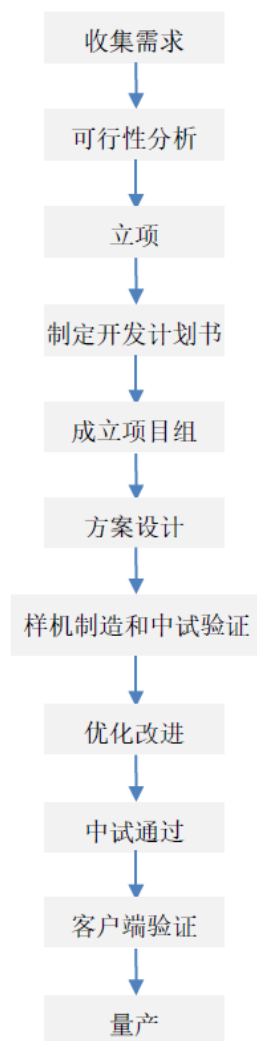 收集需求
可行性分析
立项
制定开发计划书
成立项目组
方案设计
样机制造和中试验证
优化改进
中试通过
客户端验证
量产